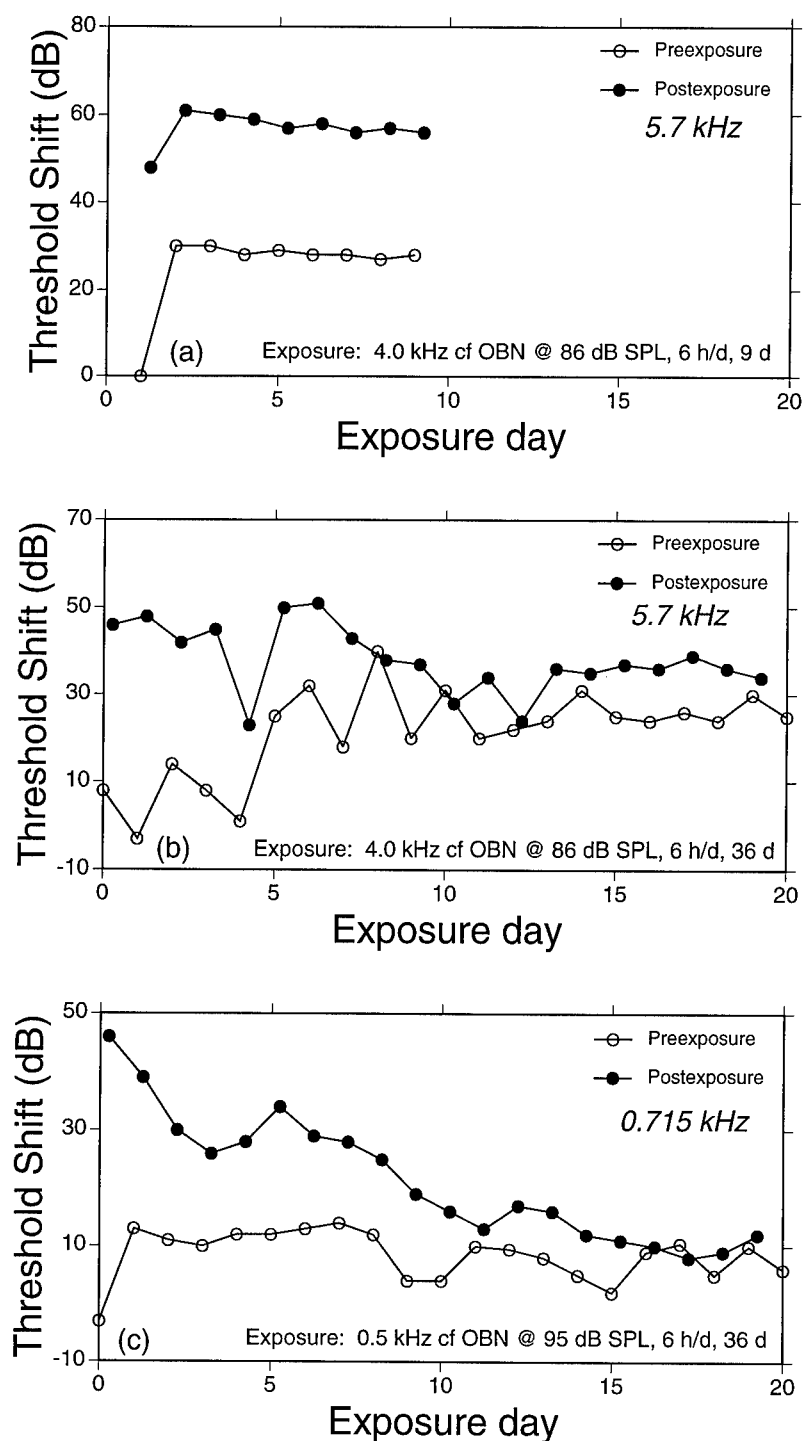 80
60
40
20
0
Threshold Shift (dB)
Preexposure
Postexposure
5.7 kHz
(a)
Exposure: 4.0 kHz cf OBN @ 86 dB SPL, 6 h/d, 9 d
0 5 10 15 20
Exposure day
70
50
30
10
-10
Threshold Shift (dB)
Preexposure
Postexposure
5.7 kHz
(b)
Exposure: 4.0 kHz cf OBN @ 86 dB SPL, 6 h/d, 36 d
0 5 10 15 20
Exposure day
50
30
10
-10
Threshold Shift (dB)
Preexposure
Postexposure
0.715 kHz
(c)
Exposure: 0.5 kHz cf OBN @ 95 dB SPL, 6 h/d, 36 d
0 5 10 15 20
Exposure day